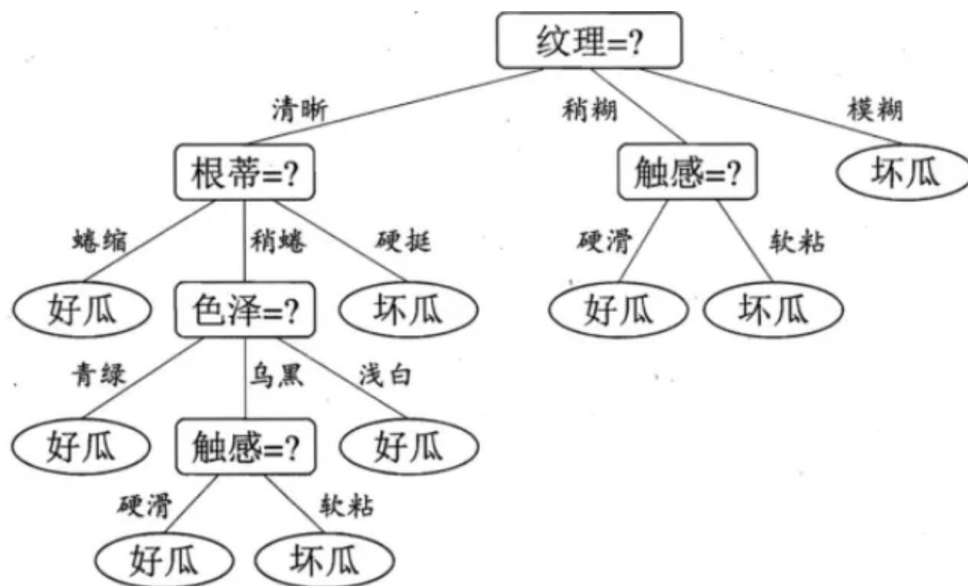 纹理=?
清晰 稍糊 模糊
根蒂=? 触感=? 坏瓜
蜷缩 稍蜷 硬挺 硬滑 软粘
好瓜 色泽=? 坏瓜 好瓜 坏瓜
青绿 乌黑 浅白
好瓜 触感=? 好瓜
硬滑 软粘
好瓜 坏瓜